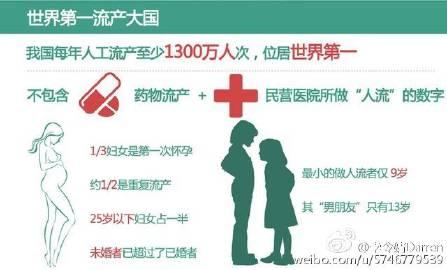 世界第一流产大国
我国每年人工流产至少1300万人次，位居世界第一
不包含 药物流产 + 民营医院所做“人流”的数字
1/3妇女是第一次怀孕
约1/2是重复流产
25岁以下妇女占一半
未婚者已超过了已婚者
最小的做人流者仅 9岁
其“男朋友”只有13岁
weibo.com/u/5746779539